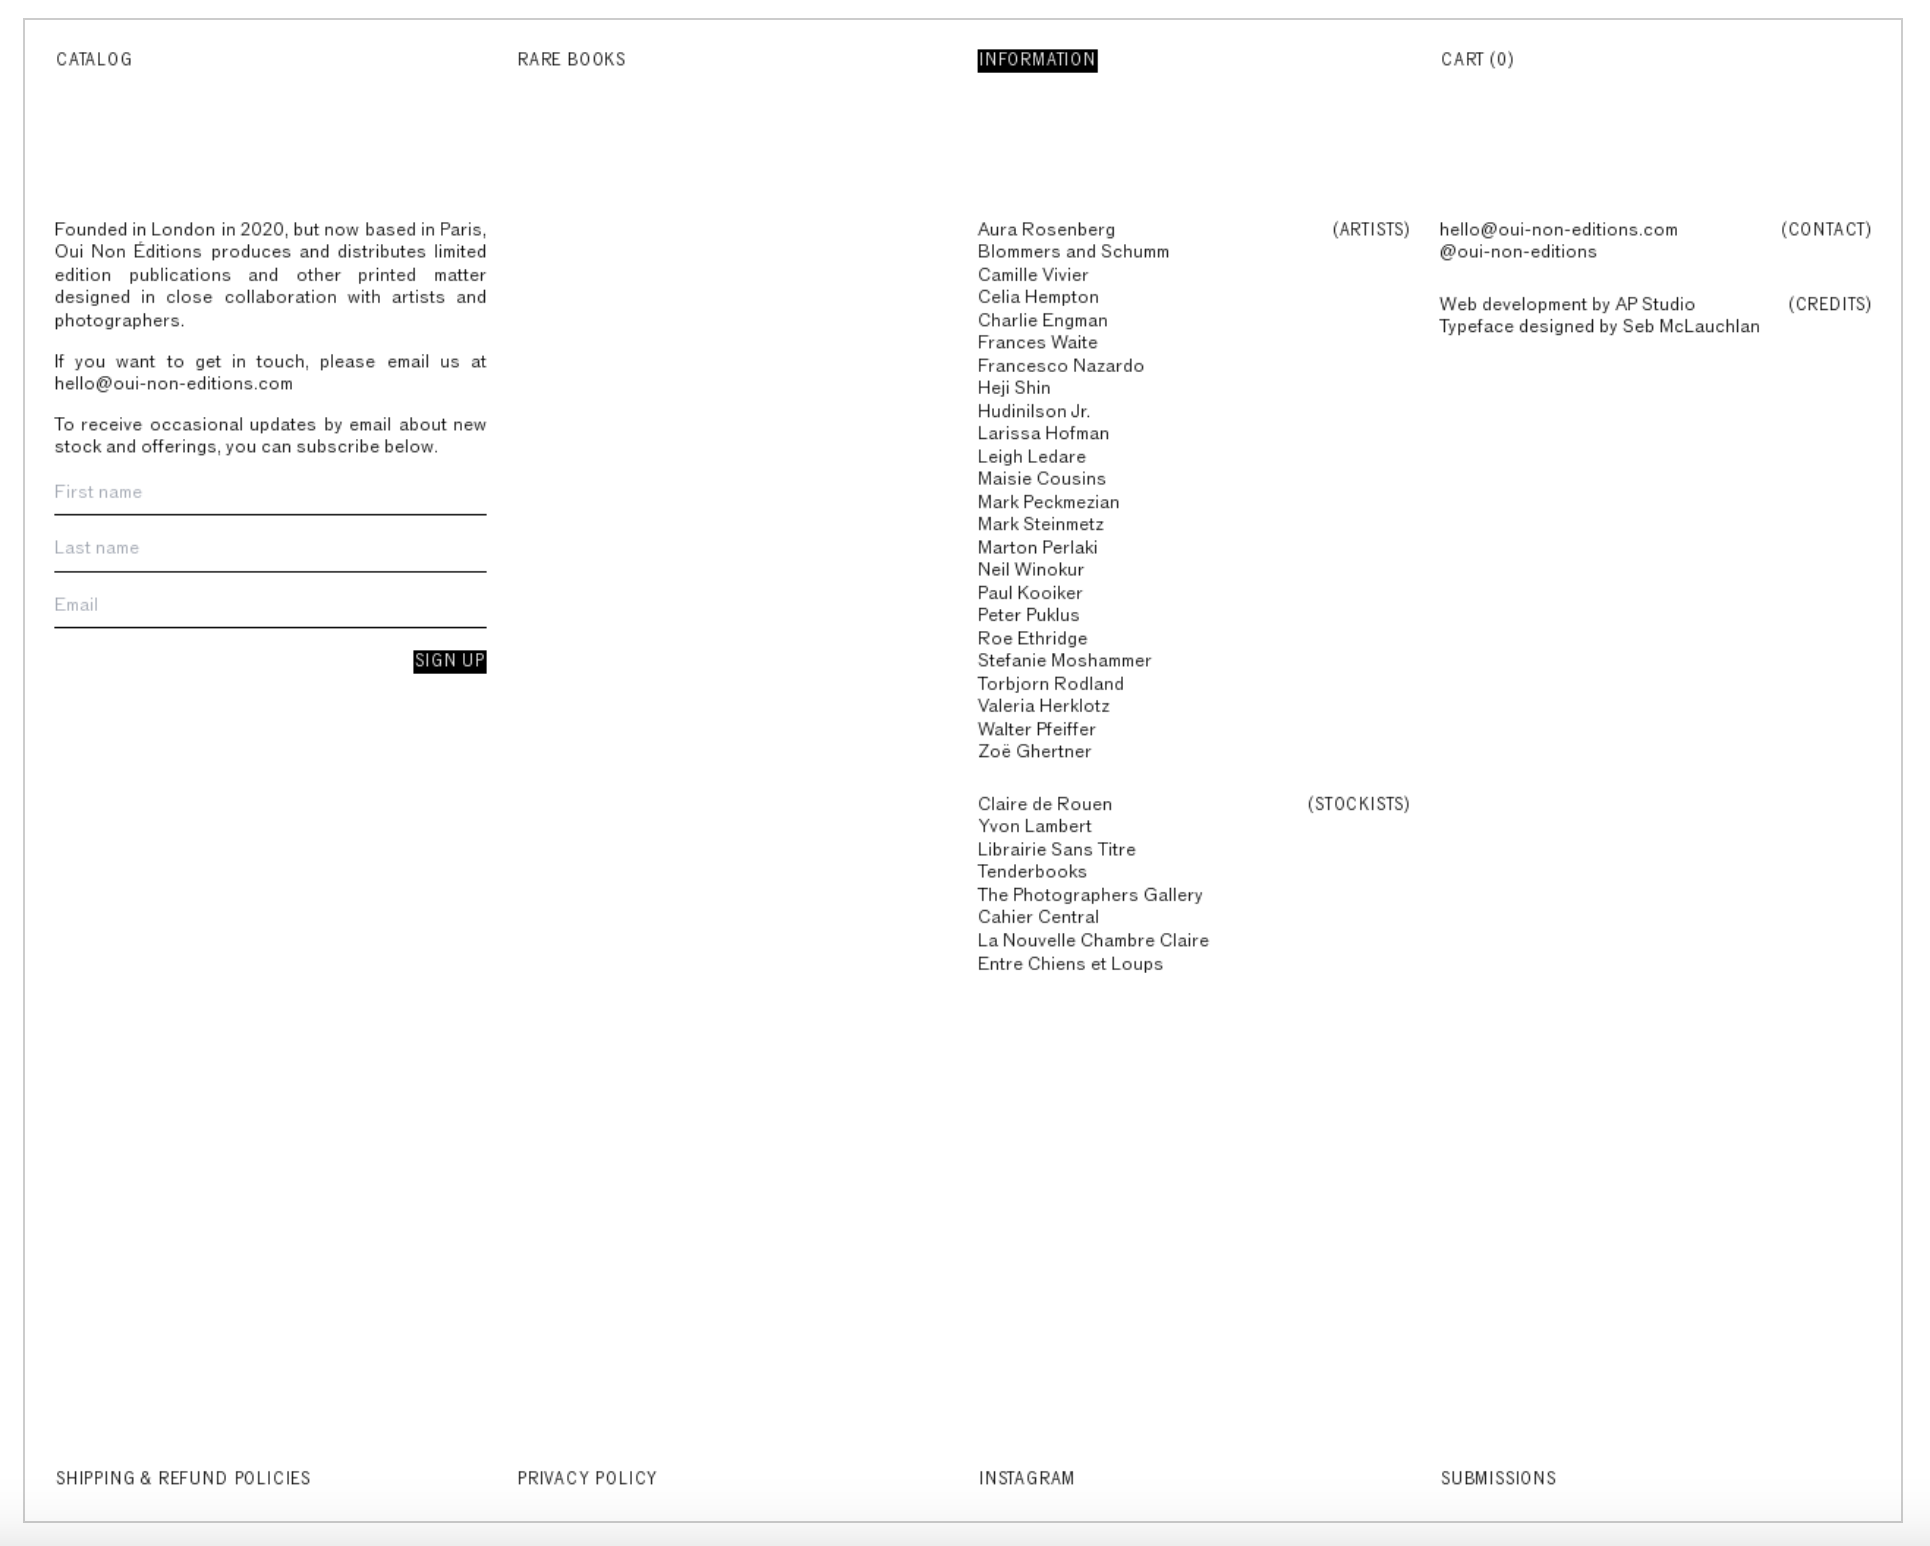 CATALOG
RARE BOOKS
INFORMATION
CART (0)
Founded in London in 2020, but now based in Paris,
Oui Non Éditions produces and distributes limited
edition publications and other printed matter
designed in close collaboration with artists and
photographers.
If you want to get in touch, please email us at
hello@oui-non-editions.com
To receive occasional updates by email about new
stock and offerings, you can subscribe below.
First name
Last name
Email
SIGN UP
Aura Rosenberg (ARTISTS)
Blommers and Schumm
Camille Vivier
Celia Hempton
Charlie Engman
Frances Waite
Francesco Nazardo
Heji Shin
Hudinilson Jr.
Larissa Hofman
Leigh Ledare
Maisie Cousins
Mark Peckmezian
Mark Steinmetz
Marton Perlaki
Neil Winokur
Paul Kooiker
Peter Puklus
Roe Ethridge
Stefanie Moshammer
Torbjorn Rodland
Valeria Herklotz
Walter Pfeiffer
Zoë Ghertner
Claire de Rouen (STOCKISTS)
Yvon Lambert
Librairie Sans Titre
Tenderbooks
The Photographers Gallery
Cahier Central
La Nouvelle Chambre Claire
Entre Chiens et Loups
hello@oui-non-editions.com (CONTACT)
@oui-non-editions
Web development by AP Studio (CREDITS)
Typeface designed by Seb McLauchlan
SHIPPING & REFUND POLICIES
PRIVACY POLICY
INSTAGRAM
SUBMISSIONS